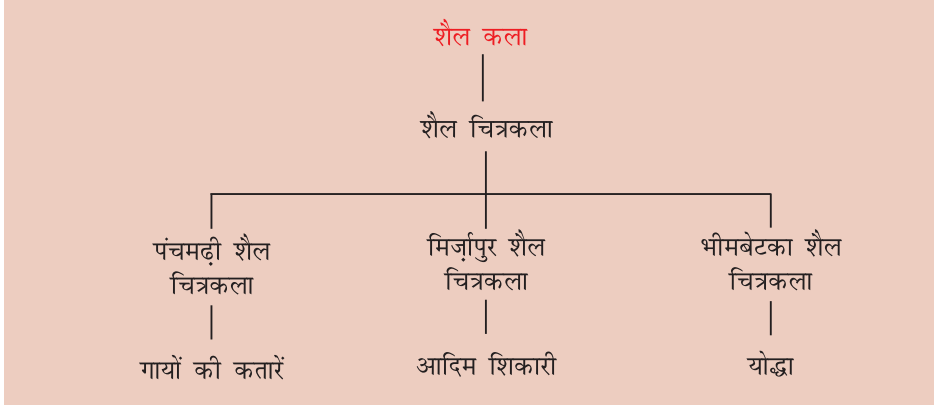 शैल कला
शैल चित्रकला
पंचमढ़ी शैल
चित्रकला
मिर्ज़ापुर शैल
चित्रकला
भीमबेटका शैल
चित्रकला
गायों की कतारें
आदिम शिकारी
योद्धा